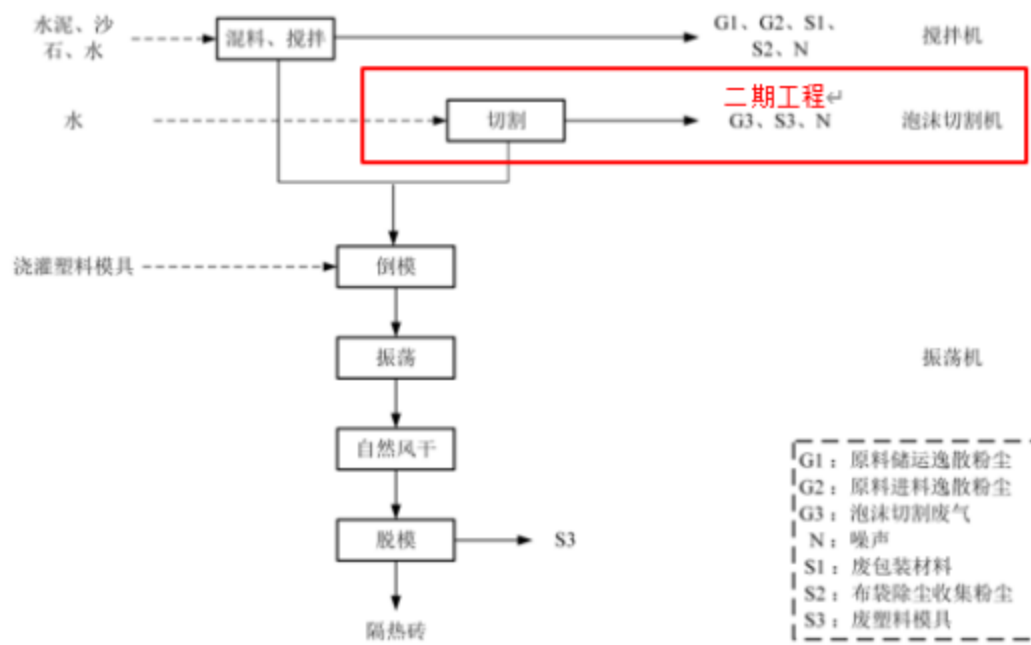 水泥、沙
石、水
混料、搅拌
G1、G2、S1、
S2、N
搅拌机
二期工程↵
水
切割
G3、S3、N
泡沫切割机
浇灌塑料模具
倒模
振荡
振荡机
自然风干
脱模
S3
隔热砖
G1：原料储运逸散粉尘
G2：原料进料逸散粉尘
G3：泡沫切割废气
N：噪声
S1：废包装材料
S2：布袋除尘收集粉尘
S3：废塑料模具